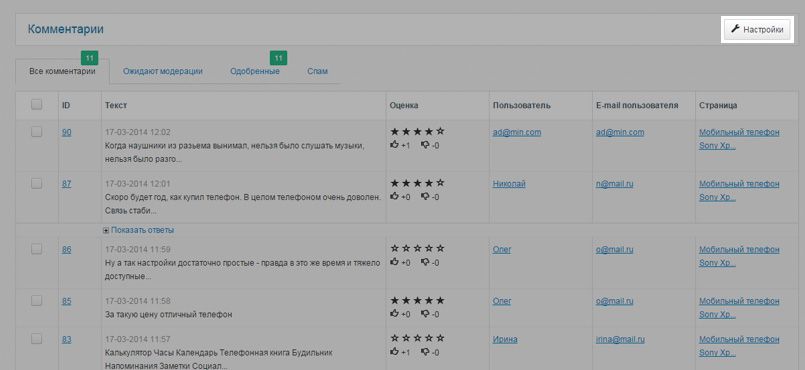 Комментарии
Настройки
11
11
Все комментарии Ожидают модерации Одобренные Спам
ID Текст Оценка Пользователь E-mail пользователя Страница
90 17-03-2014 12:02 ad@min.com ad@min.com Мобильный телефон
Когда наушники из разьема вынимал, нельзя было слушать музыки, +1 -0 Sony Xp...
нельзя было разго...
87 17-03-2014 12:01 Николай n@mail.ru Мобильный телефон
Скоро будет год, как купил телефон. В целом телефоном очень доволен. +0 -0 Sony Xp...
Связь стаби...
Показать ответы
86 17-03-2014 11:59 Олег o@mail.ru Мобильный телефон
Ну а так настройки достаточно простые - правда в это же время и тяжело +0 -0 Sony Xp...
доступные...
85 17-03-2014 11:58 Олег o@mail.ru Мобильный телефон
За такую цену отличный телефон +0 -0 Sony Xp...
83 17-03-2014 11:57 Ирина irina@mail.ru Мобильный телефон
Калькулятор Часы Календарь Телефонная книга Будильник +1 -0 Sony Xp...
Напоминания Заметки Социал...